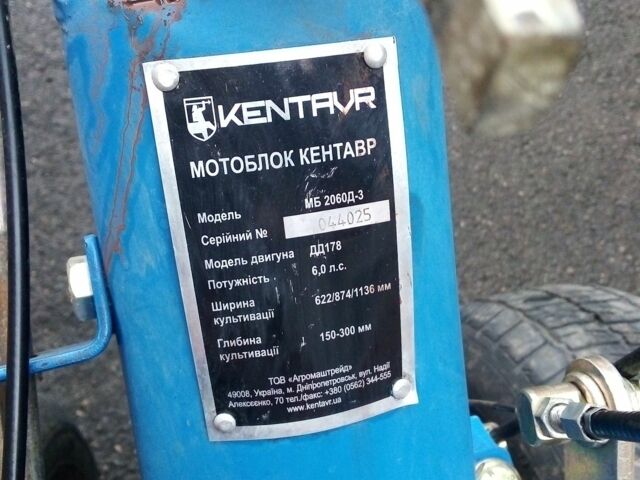 KENTAVR
МОТОБЛОК КЕНТАВР
Модель МБ 2060Д-3
Серійний № 044025
Модель двигуна ДД178
Потужність 6,0 л.с.
Ширина
культивації 622/874/1136 мм
Глибина
культивації 150-300 мм
ТОВ «Агромаштрейд»
49008, Україна, м. Дніпропетровськ, вул. Надії
Алексєєнко, 70 тел./факс: +380 (0562) 344-555
www.kentavr.ua